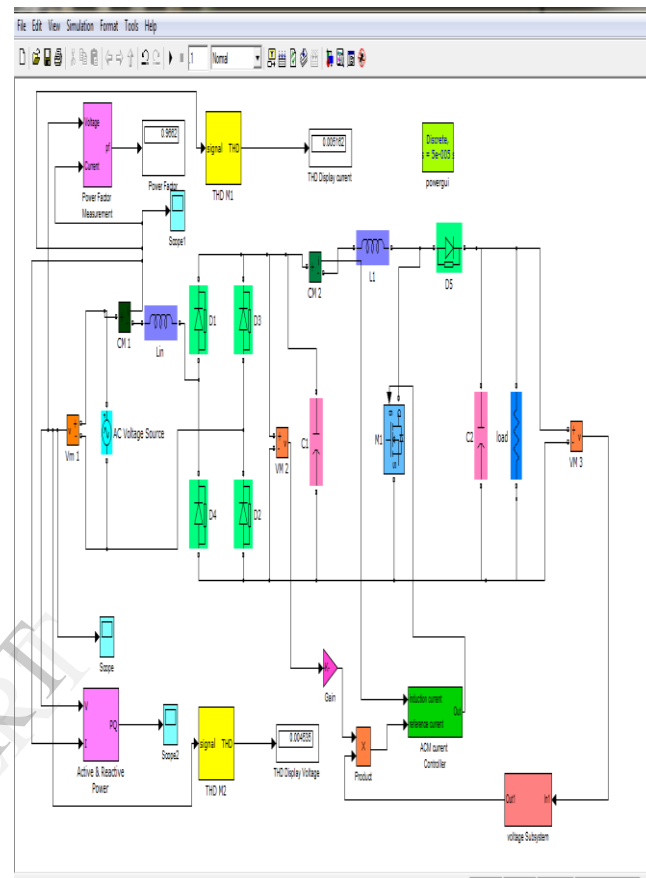 File Edit View Simulation Format Tools Help
.1 Normal
Voltage
Current
pf
Power Factor
Measurement
0.9662
Power Factor
Scope1
signal THD
THD M1
0.005162
THD Display current
Discrete,
s = 5e-005 s
powergui
CM 1
Lin
D1
D3
CM 2
L1
D5
Vm 1
AC Voltage Source
VM 2
C1
M1
C2
load
VM 3
D4
D2
Scope
Gain
V
I
PQ
Active & Reactive
Power
Scope2
signal THD
THD M2
0.004635
THD Display Voltage
X
Product
induction current
reference current
Out
ACM current
Controller
Out1 In1
voltage Subsystem